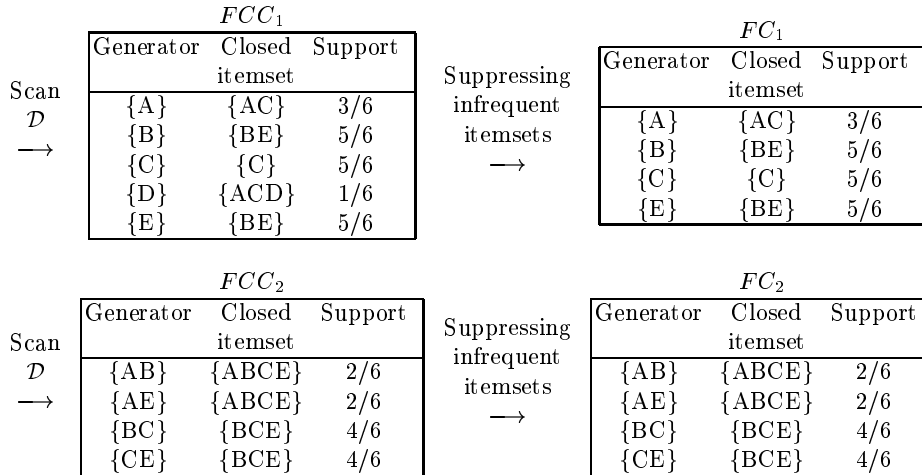 FCC₁
Generator Closed itemset Support
{A} {AC} 3/6
{B} {BE} 5/6
{C} {C} 5/6
{D} {ACD} 1/6
{E} {BE} 5/6
Scan
𝒟
⟶
Suppressing
infrequent
itemsets
⟶
FC₁
Generator Closed itemset Support
{A} {AC} 3/6
{B} {BE} 5/6
{C} {C} 5/6
{E} {BE} 5/6
FCC₂
Generator Closed itemset Support
{AB} {ABCE} 2/6
{AE} {ABCE} 2/6
{BC} {BCE} 4/6
{CE} {BCE} 4/6
Scan
𝒟
⟶
Suppressing
infrequent
itemsets
⟶
FC₂
Generator Closed itemset Support
{AB} {ABCE} 2/6
{AE} {ABCE} 2/6
{BC} {BCE} 4/6
{CE} {BCE} 4/6